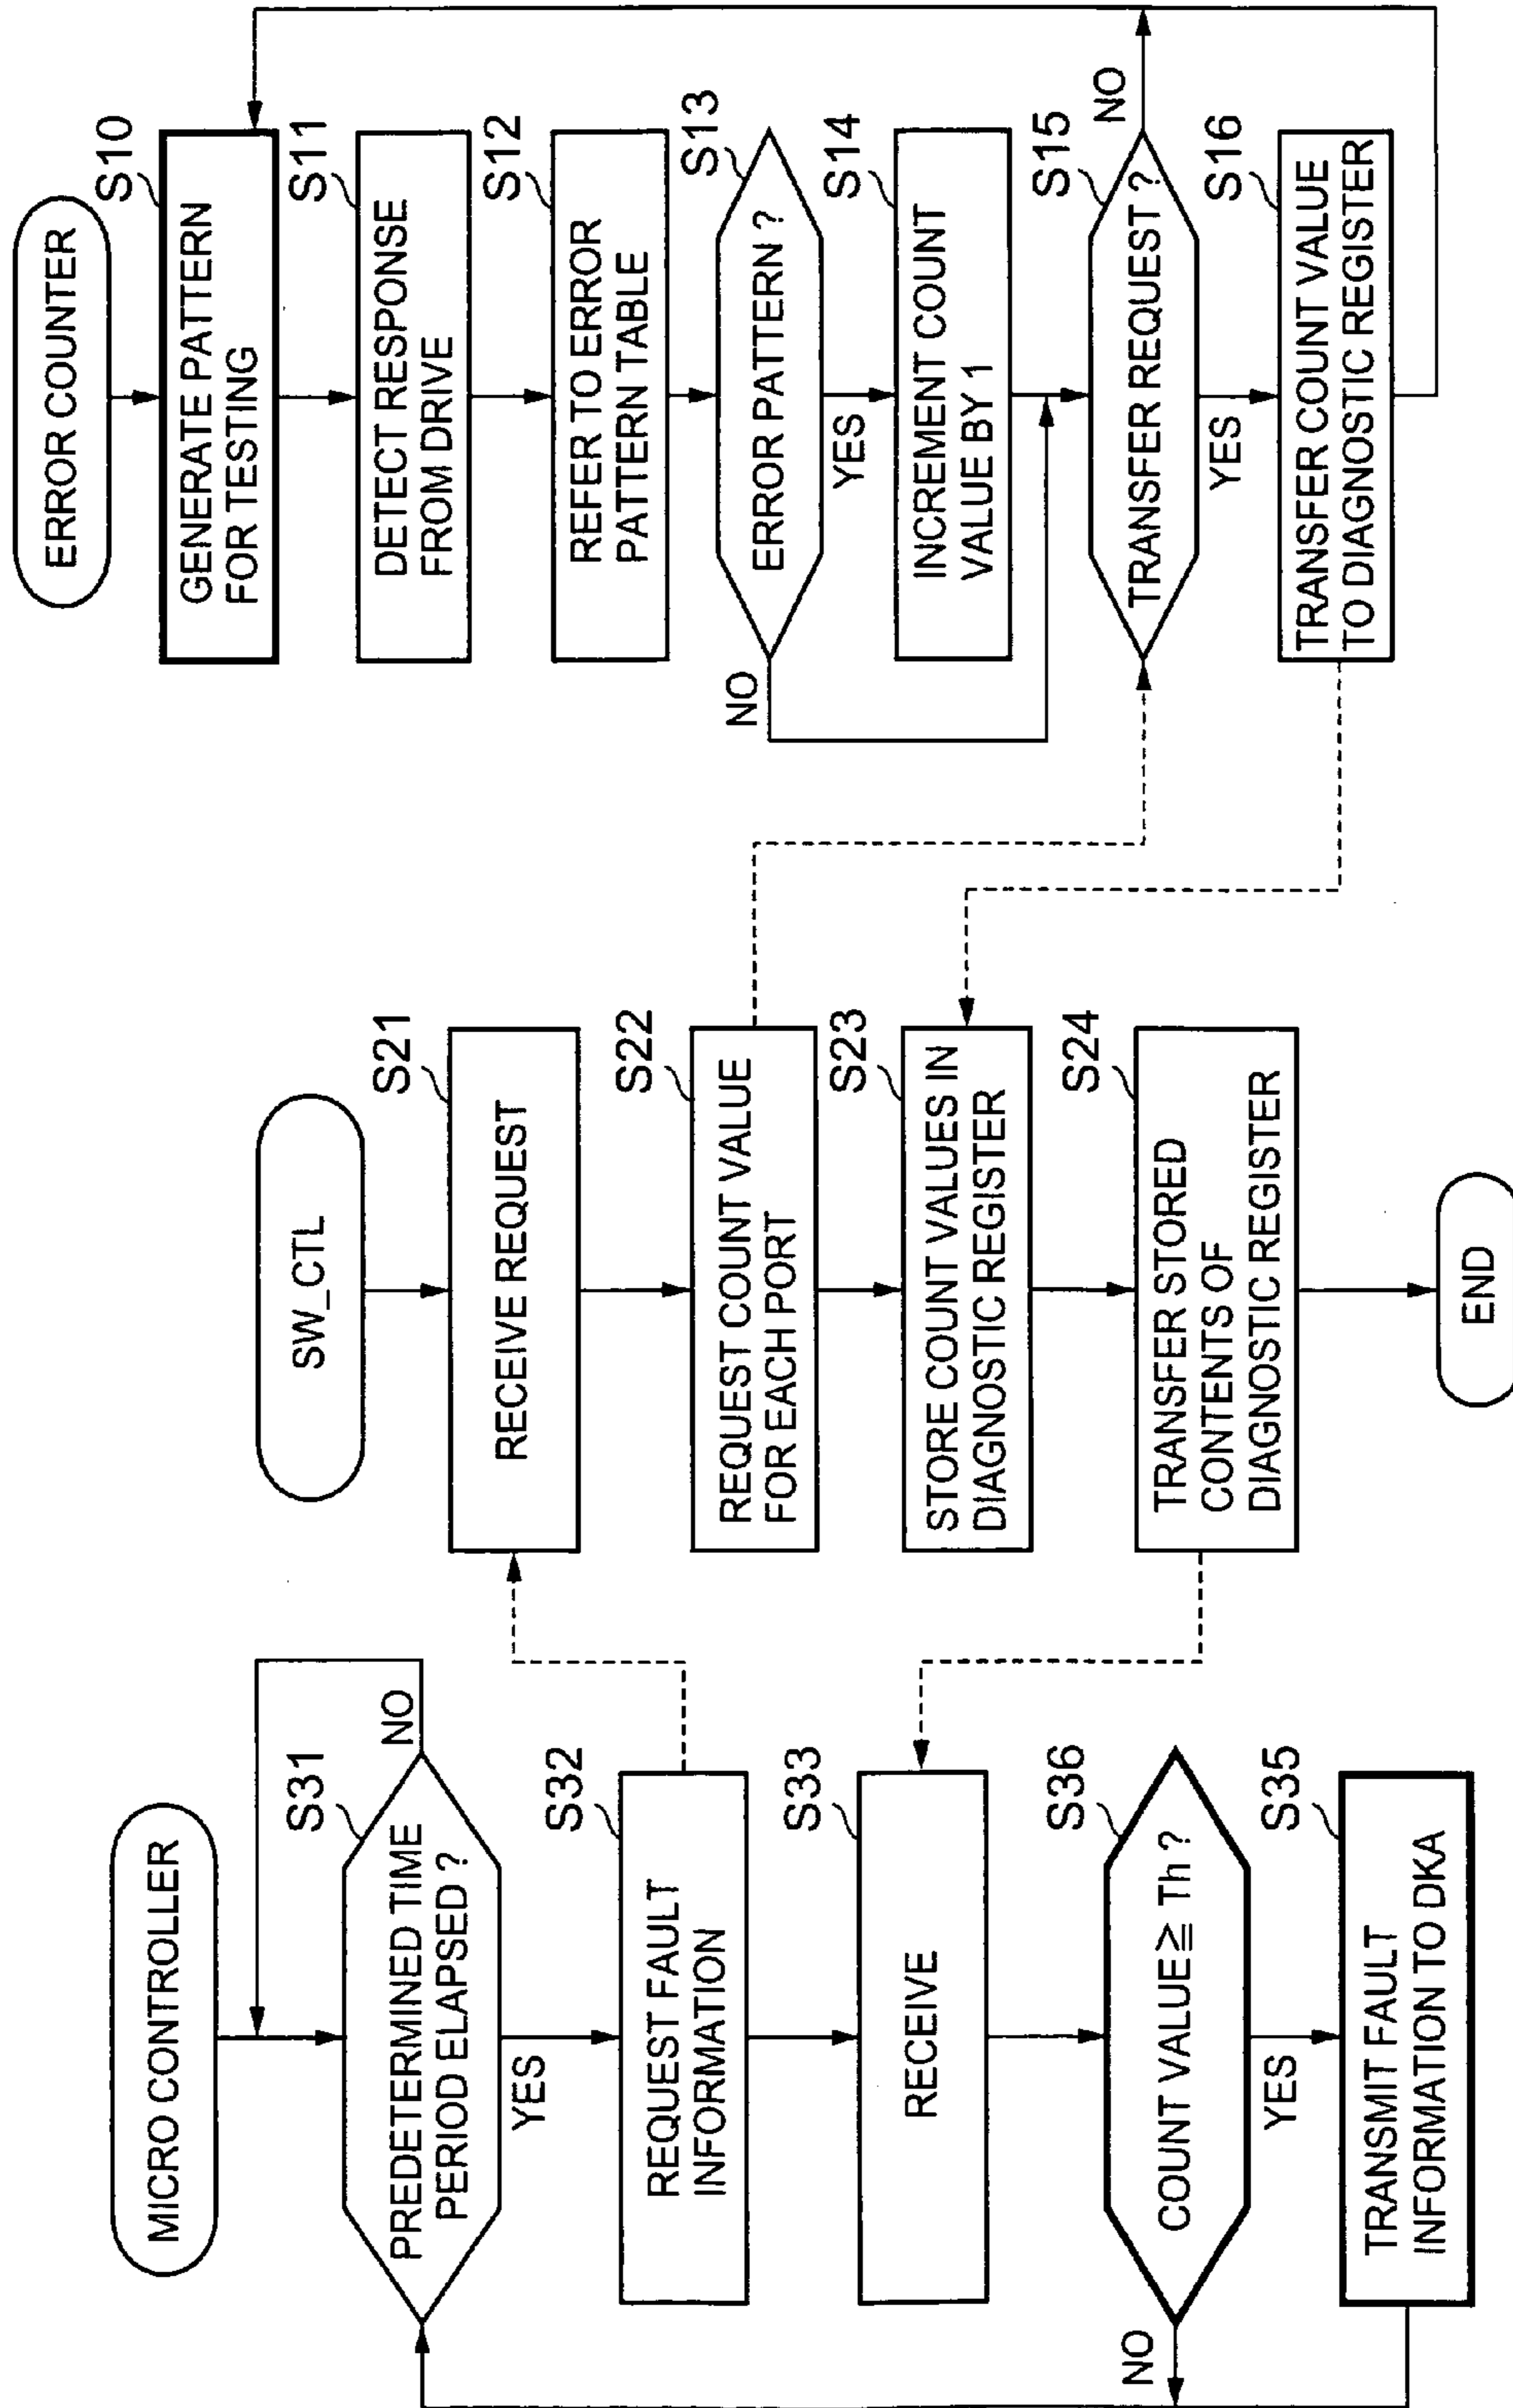 MICRO CONTROLLER
S31
PREDETERMINED TIME
PERIOD ELAPSED ?
NO
YES
S32
REQUEST FAULT
INFORMATION
S33
RECEIVE
S36
COUNT VALUE ≧ Th ?
NO
YES
S35
TRANSMIT FAULT
INFORMATION TO DKA
SW_CTL
S21
RECEIVE REQUEST
S22
REQUEST COUNT VALUE
FOR EACH PORT
S23
STORE COUNT VALUES IN
DIAGNOSTIC REGISTER
S24
TRANSFER STORED
CONTENTS OF
DIAGNOSTIC REGISTER
END
ERROR COUNTER
S10
GENERATE PATTERN
FOR TESTING
S11
DETECT RESPONSE
FROM DRIVE
S12
REFER TO ERROR
PATTERN TABLE
S13
ERROR PATTERN ?
NO
YES
S14
INCREMENT COUNT
VALUE BY 1
S15
TRANSFER REQUEST ?
NO
YES
S16
TRANSFER COUNT VALUE
TO DIAGNOSTIC REGISTER